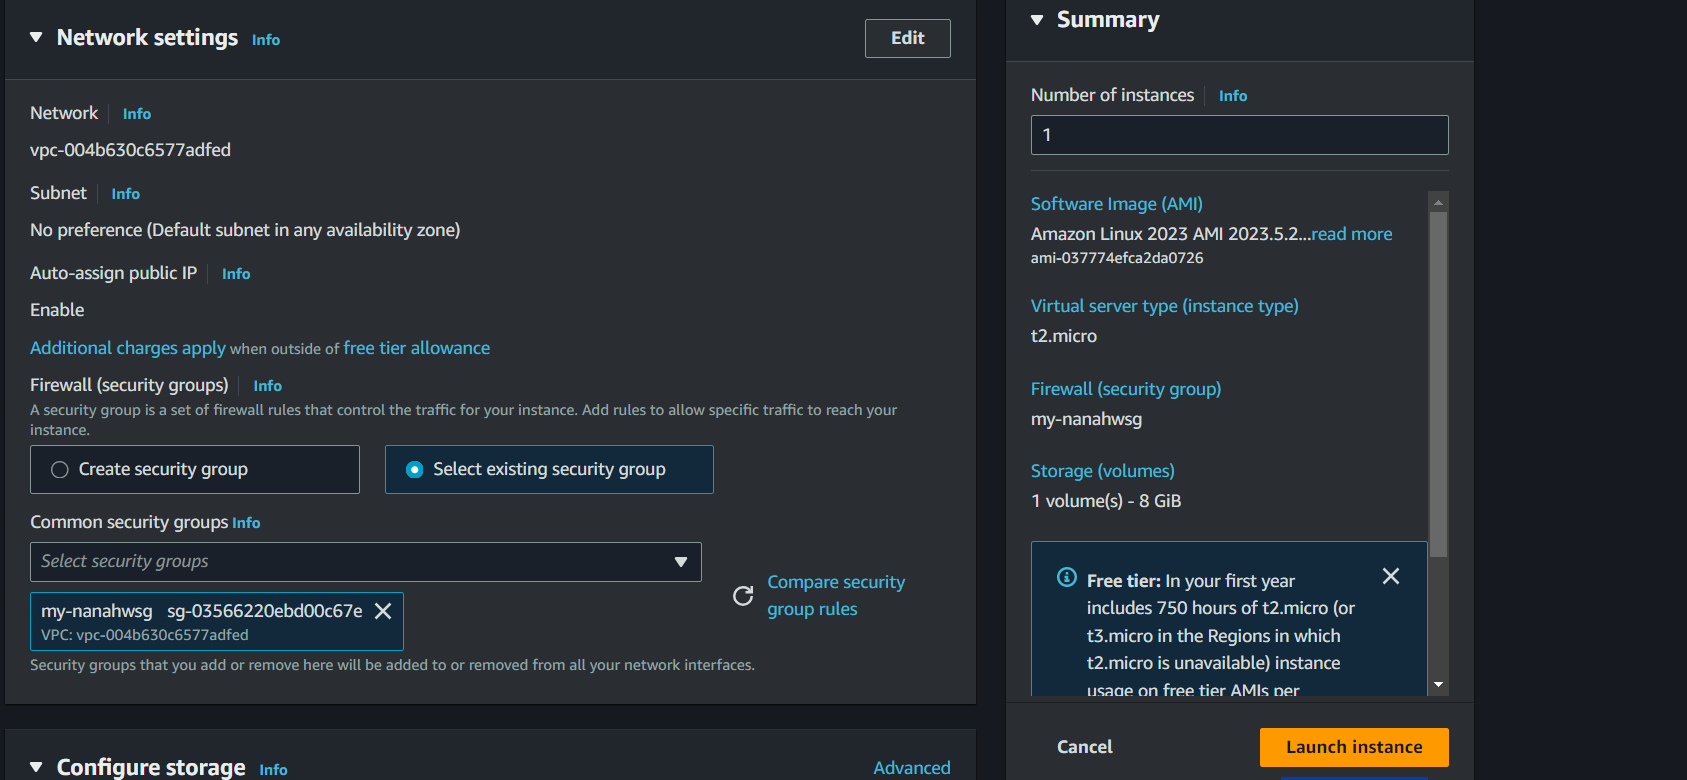 Network settings Info
Edit
Network Info
vpc-004b630c6577adfed
Subnet Info
No preference (Default subnet in any availability zone)
Auto-assign public IP Info
Enable
Additional charges apply when outside of free tier allowance
Firewall (security groups) Info
A security group is a set of firewall rules that control the traffic for your instance. Add rules to allow specific traffic to reach your
instance.
Create security group
Select existing security group
Common security groups Info
Select security groups
my-nanahwsg sg-03566220ebd00c67e
VPC: vpc-004b630c6577adfed
Compare security
group rules
Security groups that you add or remove here will be added to or removed from all your network interfaces.
Configure storage Info
Advanced
Summary
Number of instances Info
1
Software Image (AMI)
Amazon Linux 2023 AMI 2023.5.2...read more
ami-037774efca2da0726
Virtual server type (instance type)
t2.micro
Firewall (security group)
my-nanahwsg
Storage (volumes)
1 volume(s) - 8 GiB
Free tier: In your first year
includes 750 hours of t2.micro (or
t3.micro in the Regions in which
t2.micro is unavailable) instance
usage on free tier AMIs per
Cancel
Launch instance